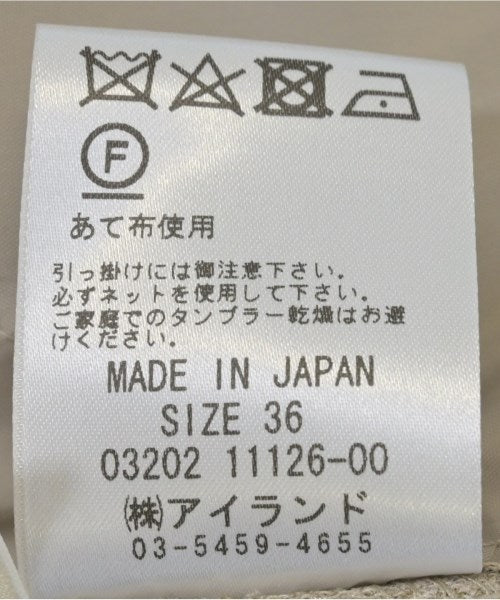 F
あて布使用
引っ掛けには御注意下さい。
必ずネットを使用して下さい。
ご家庭でのタンブラー乾燥はお避
けください。
MADE IN JAPAN
SIZE 36
03202 11126-00
㈱アイランド
03-5459-4655